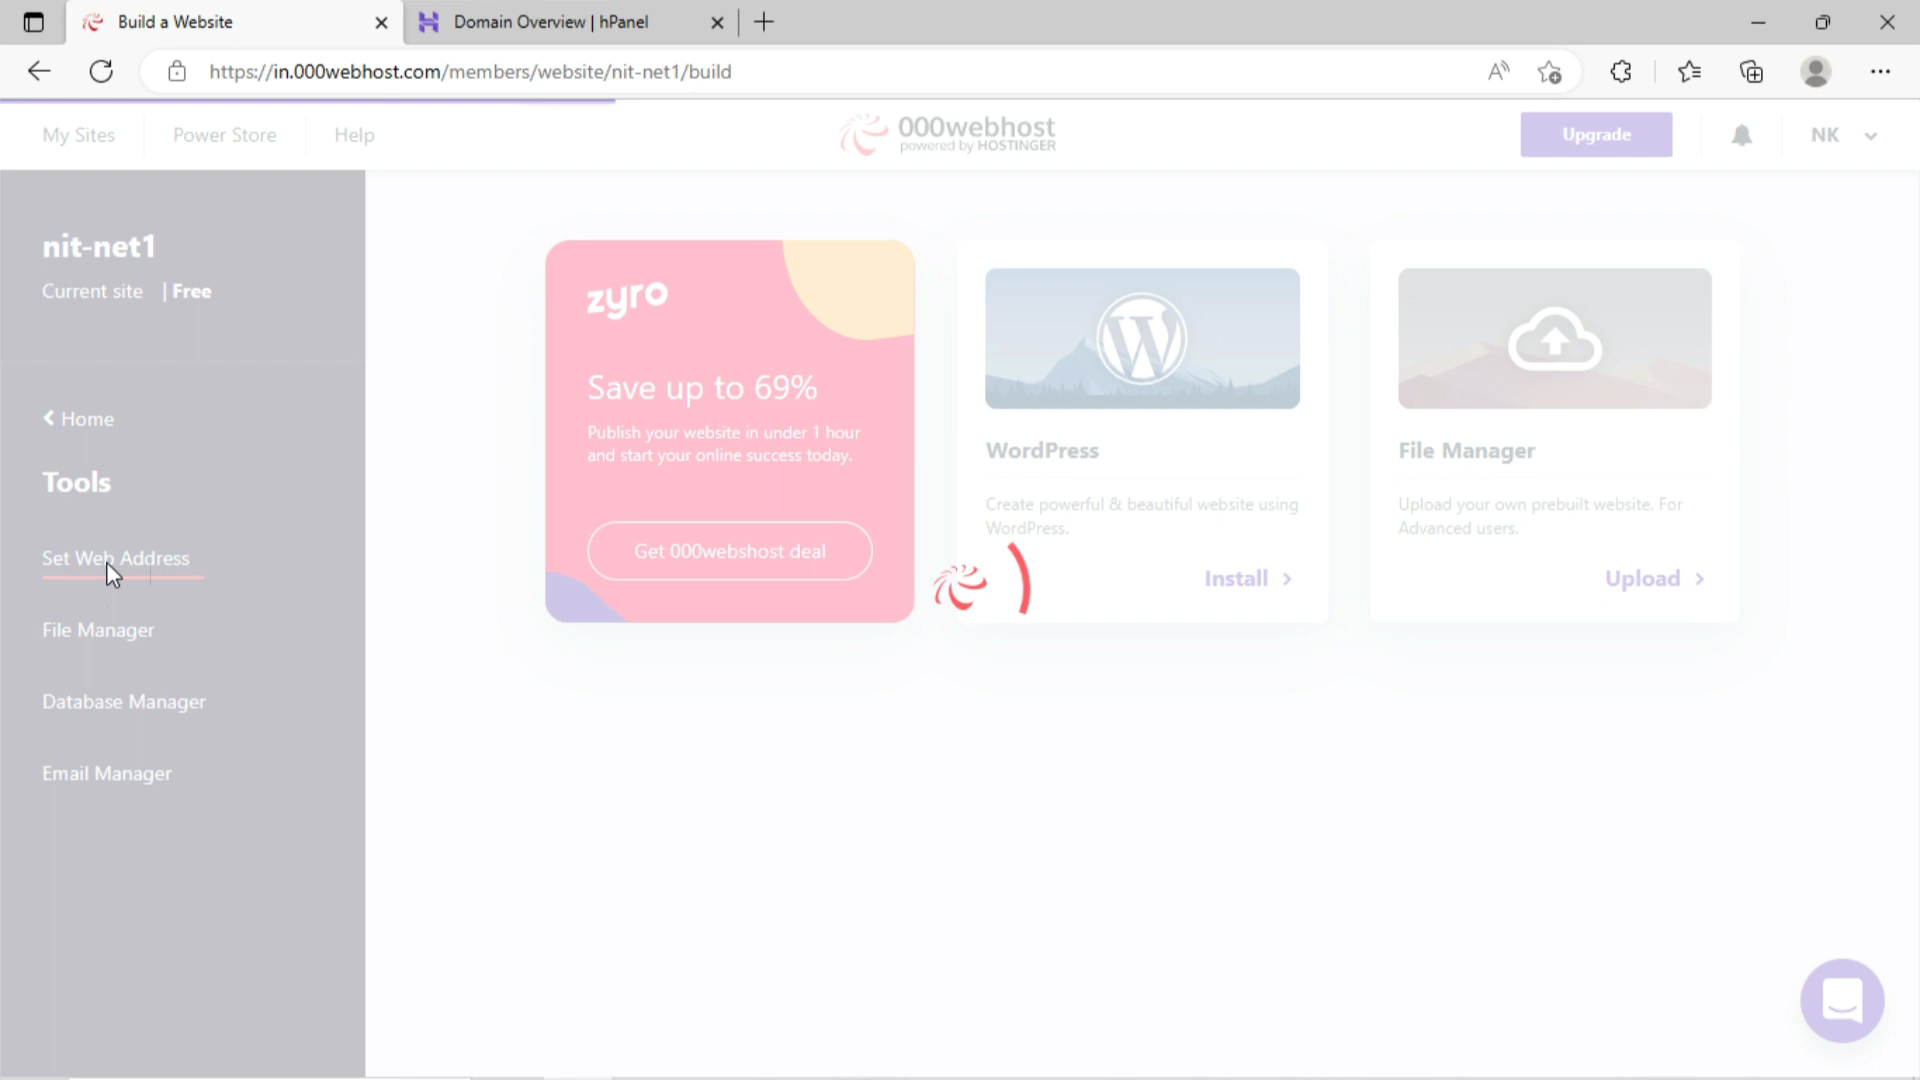 Build a Website
Domain Overview | hPanel
https://in.000webhost.com/members/website/nit-net1/build
My Sites
Power Store
Help
000webhost
powered by HOSTINGER
Upgrade
NK
nit-net1
Current site | Free
Home
Tools
Set Web Address
File Manager
Database Manager
Email Manager
zyro
Save up to 69%
Publish your website in under 1 hour
and start your online success today.
Get 000webshost deal
WordPress
Create powerful & beautiful website using
WordPress.
Install
File Manager
Upload your own prebuilt website. For
Advanced users.
Upload